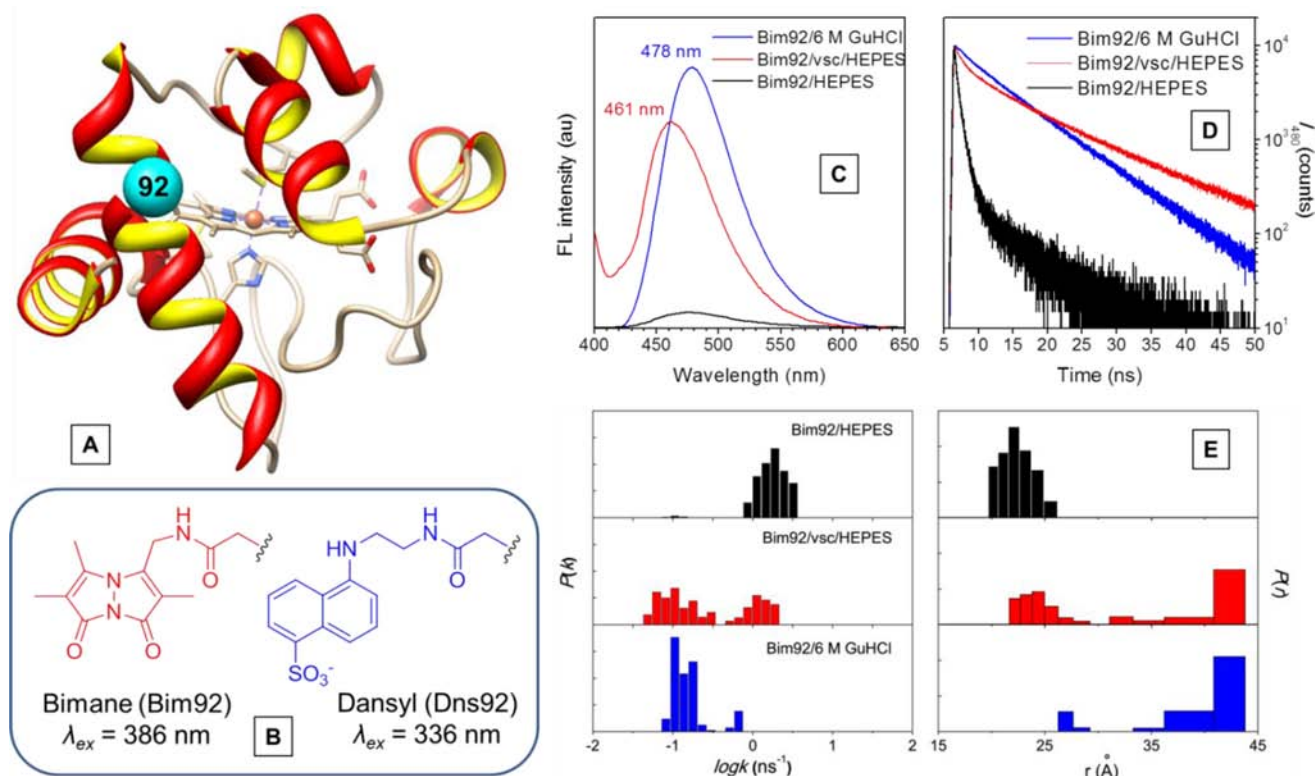 92
A
Bimane (Bim92)
λex = 386 nm
B
Dansyl (Dns92)
λex = 336 nm
H
N
O
N
N
O
O
H
N
N
H
O
SO3-
478 nm
461 nm
Bim92/6 M GuHCl
Bim92/vsc/HEPES
Bim92/HEPES
C
FL intensity (au)
400 450 500 550 600 650
Wavelength (nm)
Bim92/6 M GuHCl
Bim92/vsc/HEPES
Bim92/HEPES
D
10^4
10^3
10^2
10^1
I480 (counts)
5 10 15 20 25 30 35 40 45 50
Time (ns)
Bim92/HEPES
Bim92/vsc/HEPES
Bim92/6 M GuHCl
P(k)
-2 -1 0 1 2
logk (ns-1)
E
P(r)
15 25 35 45
r (Å)